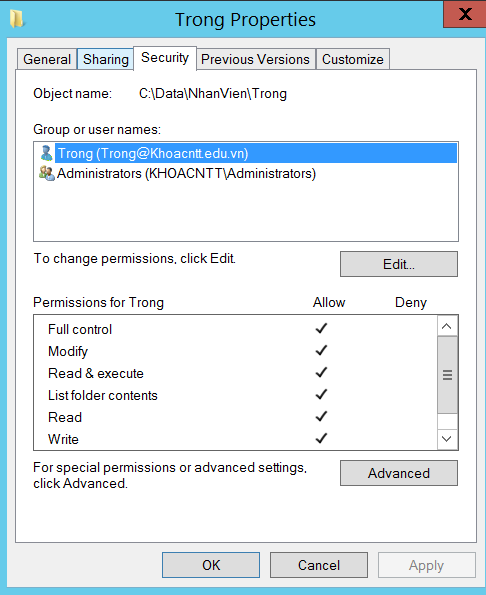 Trong Properties
X
General Sharing Security Previous Versions Customize
Object name: C:\Data\NhanVien\Trong
Group or user names:
Trong (Trong@Khoacntt.edu.vn)
Administrators (KHOACNTT\Administrators)
To change permissions, click Edit.
Edit...
Permissions for Trong Allow Deny
Full control
Modify
Read & execute
List folder contents
Read
Write
For special permissions or advanced settings,
click Advanced.
Advanced
OK Cancel Apply